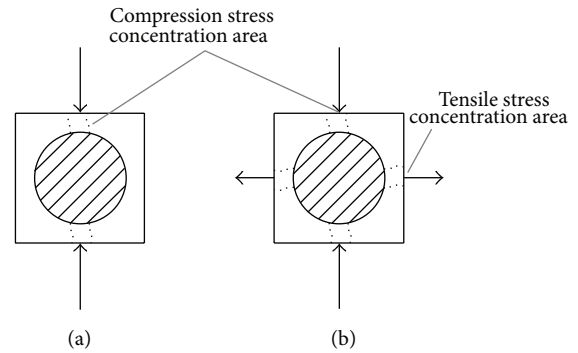 Compression stress
concentration area
Tensile stress
concentration area
(a)
(b)